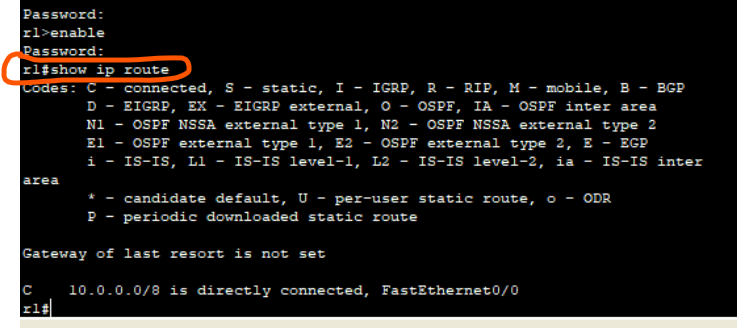 Password:
r1>enable
Password:
r1#show ip route
Codes: C - connected, S - static, I - IGRP, R - RIP, M - mobile, B - BGP
       D - EIGRP, EX - EIGRP external, O - OSPF, IA - OSPF inter area
       N1 - OSPF NSSA external type 1, N2 - OSPF NSSA external type 2
       E1 - OSPF external type 1, E2 - OSPF external type 2, E - EGP
       i - IS-IS, L1 - IS-IS level-1, L2 - IS-IS level-2, ia - IS-IS inter
area
       * - candidate default, U - per-user static route, o - ODR
       P - periodic downloaded static route
Gateway of last resort is not set
C    10.0.0.0/8 is directly connected, FastEthernet0/0
r1#